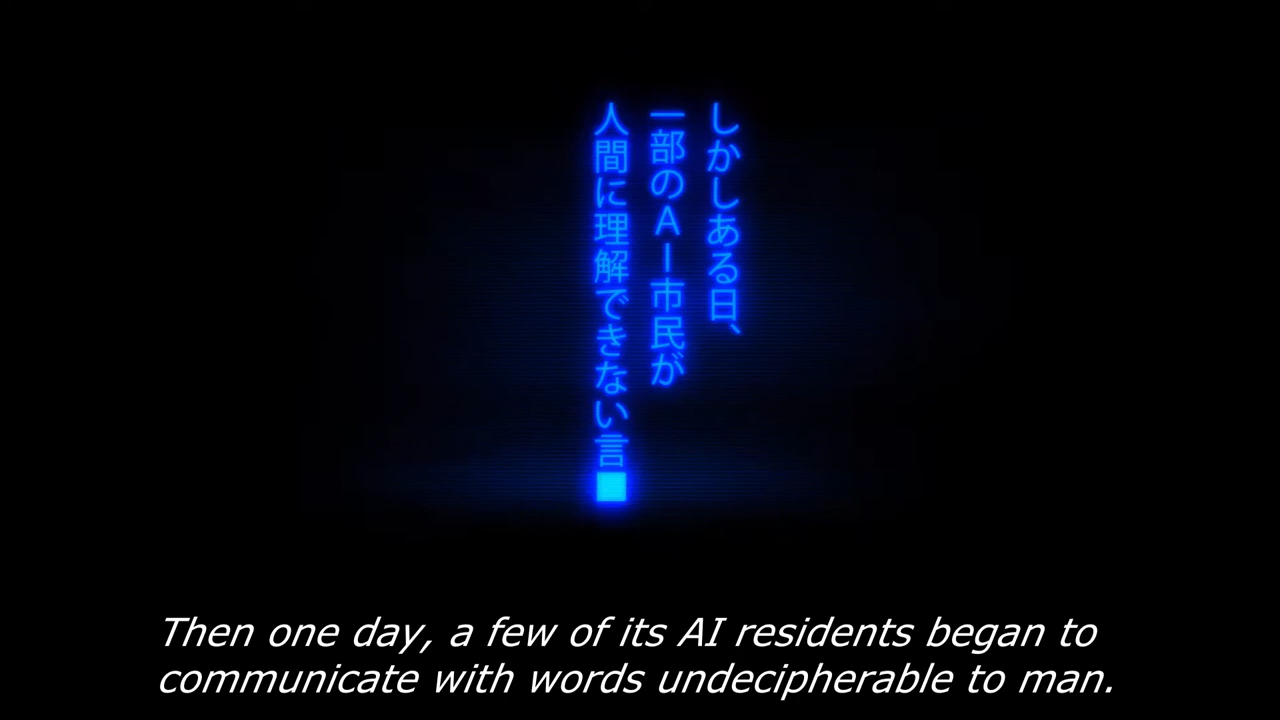 しかしある日、
一部のAI市民が
人間に理解できない言
Then one day, a few of its AI residents began to
communicate with words undecipherable to man.